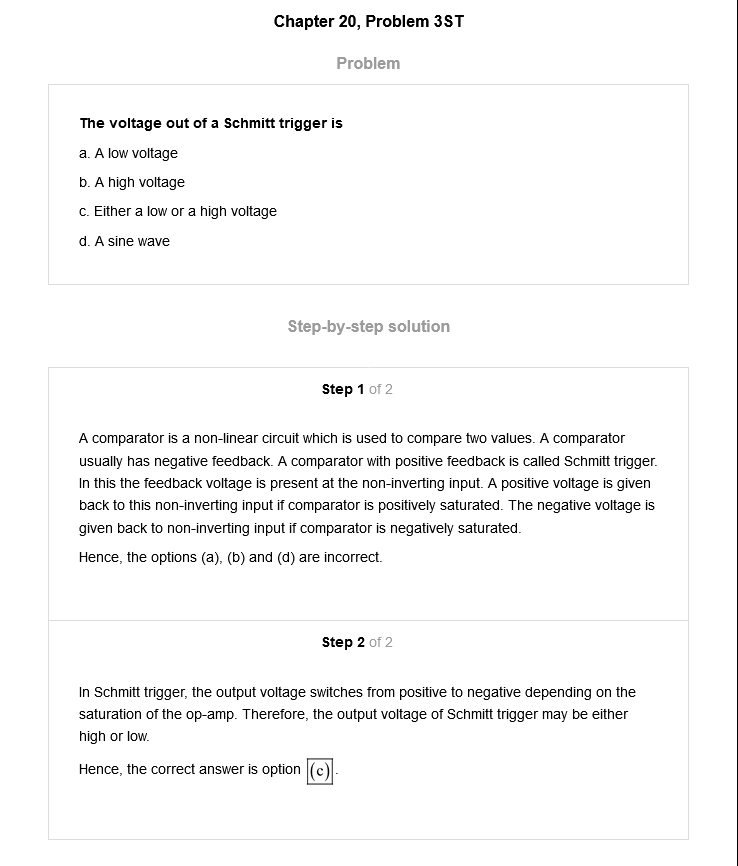 Chapter 20, Problem 3ST
Problem
The voltage out of a Schmitt trigger is
a. A low voltage
b. A high voltage
c. Either a low or a high voltage
d. A sine wave
Step-by-step solution
Step 1 of 2
A comparator is a non-linear circuit which is used to compare two values. A comparator
usually has negative feedback. A comparator with positive feedback is called Schmitt trigger.
In this the feedback voltage is present at the non-inverting input. A positive voltage is given
back to this non-inverting input if comparator is positively saturated. The negative voltage is
given back to non-inverting input if comparator is negatively saturated.
Hence, the options (a), (b) and (d) are incorrect.
Step 2 of 2
In Schmitt trigger, the output voltage switches from positive to negative depending on the
saturation of the op-amp. Therefore, the output voltage of Schmitt trigger may be either
high or low.
Hence, the correct answer is option (c).